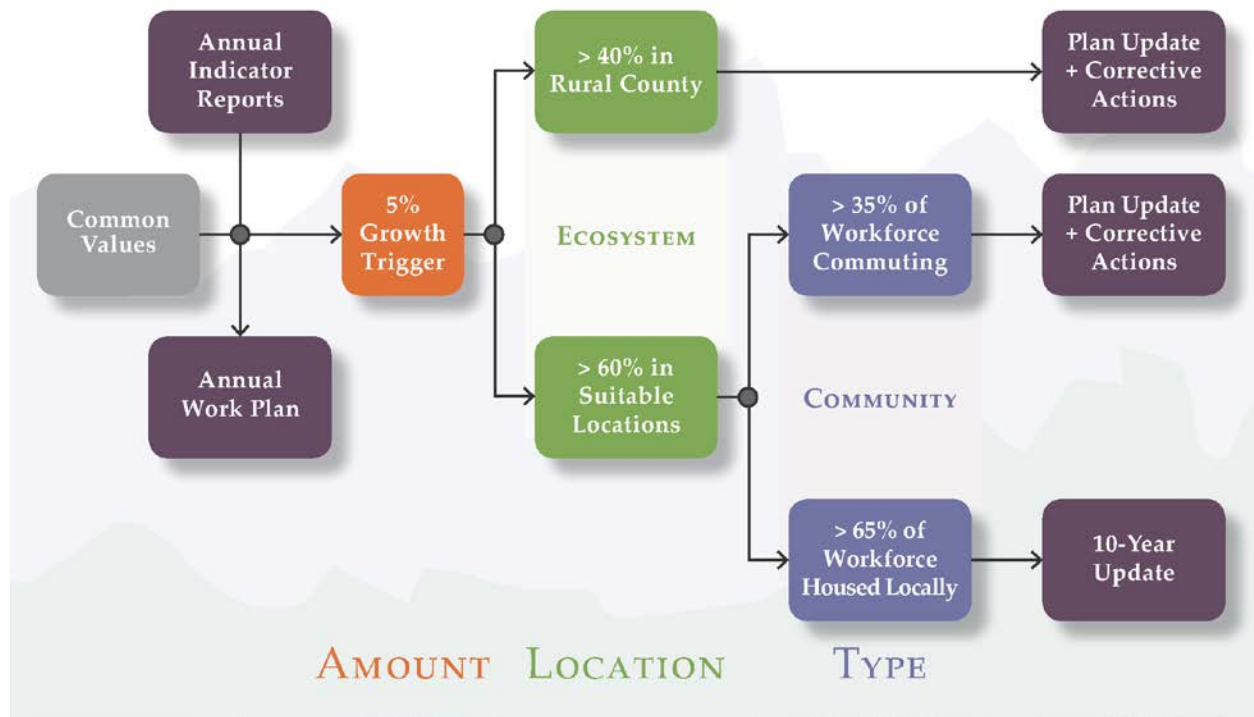 Annual
Indicator
Reports
> 40% in
Rural County
Plan Update
+ Corrective
Actions
Common
Values
5%
Growth
Trigger
ECOSYSTEM
> 35% of
Workforce
Commuting
Plan Update
+ Corrective
Actions
Annual
Work Plan
> 60% in
Suitable
Locations
COMMUNITY
> 65% of
Workforce
Housed Locally
10-Year
Update
AMOUNT LOCATION TYPE